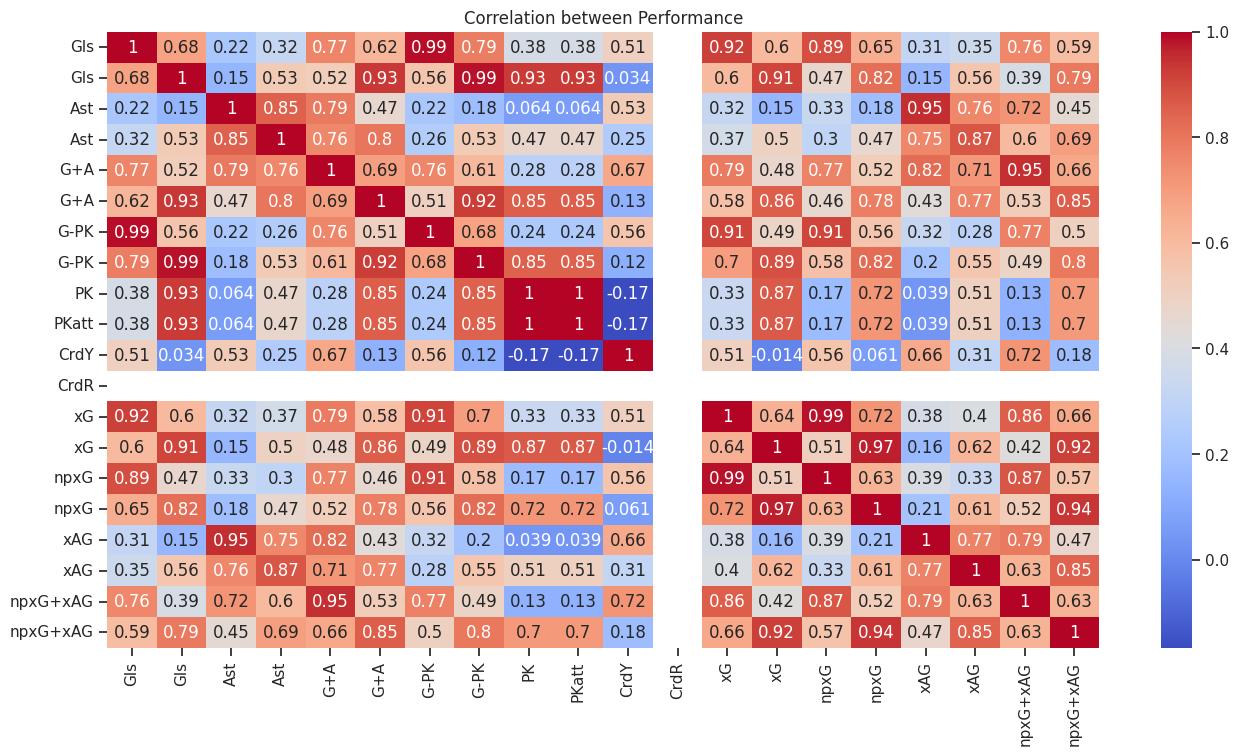 Correlation between Performance
Gls 1 0.68 0.22 0.32 0.77 0.62 0.99 0.79 0.38 0.38 0.51 0.92 0.6 0.89 0.65 0.31 0.35 0.76 0.59
Gls 0.68 1 0.15 0.53 0.52 0.93 0.56 0.99 0.93 0.93 0.034 0.6 0.91 0.47 0.82 0.15 0.56 0.39 0.79
Ast 0.22 0.15 1 0.85 0.79 0.47 0.22 0.18 0.064 0.064 0.53 0.32 0.15 0.33 0.18 0.95 0.76 0.72 0.45
Ast 0.32 0.53 0.85 1 0.76 0.8 0.26 0.53 0.47 0.47 0.25 0.37 0.5 0.3 0.47 0.75 0.87 0.6 0.69
G+A 0.77 0.52 0.79 0.76 1 0.69 0.76 0.61 0.28 0.28 0.67 0.79 0.48 0.77 0.52 0.82 0.71 0.95 0.66
G+A 0.62 0.93 0.47 0.8 0.69 1 0.51 0.92 0.85 0.85 0.13 0.58 0.86 0.46 0.78 0.43 0.77 0.53 0.85
G-PK 0.99 0.56 0.22 0.26 0.76 0.51 1 0.68 0.24 0.24 0.56 0.91 0.49 0.91 0.56 0.32 0.28 0.77 0.5
G-PK 0.79 0.99 0.18 0.53 0.61 0.92 0.68 1 0.85 0.85 0.12 0.7 0.89 0.58 0.82 0.2 0.55 0.49 0.8
PK 0.38 0.93 0.064 0.47 0.28 0.85 0.24 0.85 1 1 -0.17 0.33 0.87 0.17 0.72 0.039 0.51 0.13 0.7
PKatt 0.38 0.93 0.064 0.47 0.28 0.85 0.24 0.85 1 1 -0.17 0.33 0.87 0.17 0.72 0.039 0.51 0.13 0.7
CrdY 0.51 0.034 0.53 0.25 0.67 0.13 0.56 0.12 -0.17 -0.17 1 0.51 -0.014 0.56 0.061 0.66 0.31 0.72 0.18
CrdR
xG 0.92 0.6 0.32 0.37 0.79 0.58 0.91 0.7 0.33 0.33 0.51 1 0.64 0.99 0.72 0.38 0.4 0.86 0.66
xG 0.6 0.91 0.15 0.5 0.48 0.86 0.49 0.89 0.87 0.87 -0.014 0.64 1 0.51 0.97 0.16 0.62 0.42 0.92
npxG 0.89 0.47 0.33 0.3 0.77 0.46 0.91 0.58 0.17 0.17 0.56 0.99 0.51 1 0.63 0.39 0.33 0.87 0.57
npxG 0.65 0.82 0.18 0.47 0.52 0.78 0.56 0.82 0.72 0.72 0.061 0.72 0.97 0.63 1 0.21 0.61 0.52 0.94
xAG 0.31 0.15 0.95 0.75 0.82 0.43 0.32 0.2 0.039 0.039 0.66 0.38 0.16 0.39 0.21 1 0.77 0.79 0.47
xAG 0.35 0.56 0.76 0.87 0.71 0.77 0.28 0.55 0.51 0.51 0.31 0.4 0.62 0.33 0.61 0.77 1 0.63 0.85
npxG+xAG 0.76 0.39 0.72 0.6 0.95 0.53 0.77 0.49 0.13 0.13 0.72 0.86 0.42 0.87 0.52 0.79 0.63 1 0.63
npxG+xAG 0.59 0.79 0.45 0.69 0.66 0.85 0.5 0.8 0.7 0.7 0.18 0.66 0.92 0.57 0.94 0.47 0.85 0.63 1
Gls Gls Ast Ast G+A G+A G-PK G-PK PK PKatt CrdY CrdR xG xG npxG npxG xAG xAG npxG+xAG npxG+xAG
1.0
0.8
0.6
0.4
0.2
0.0